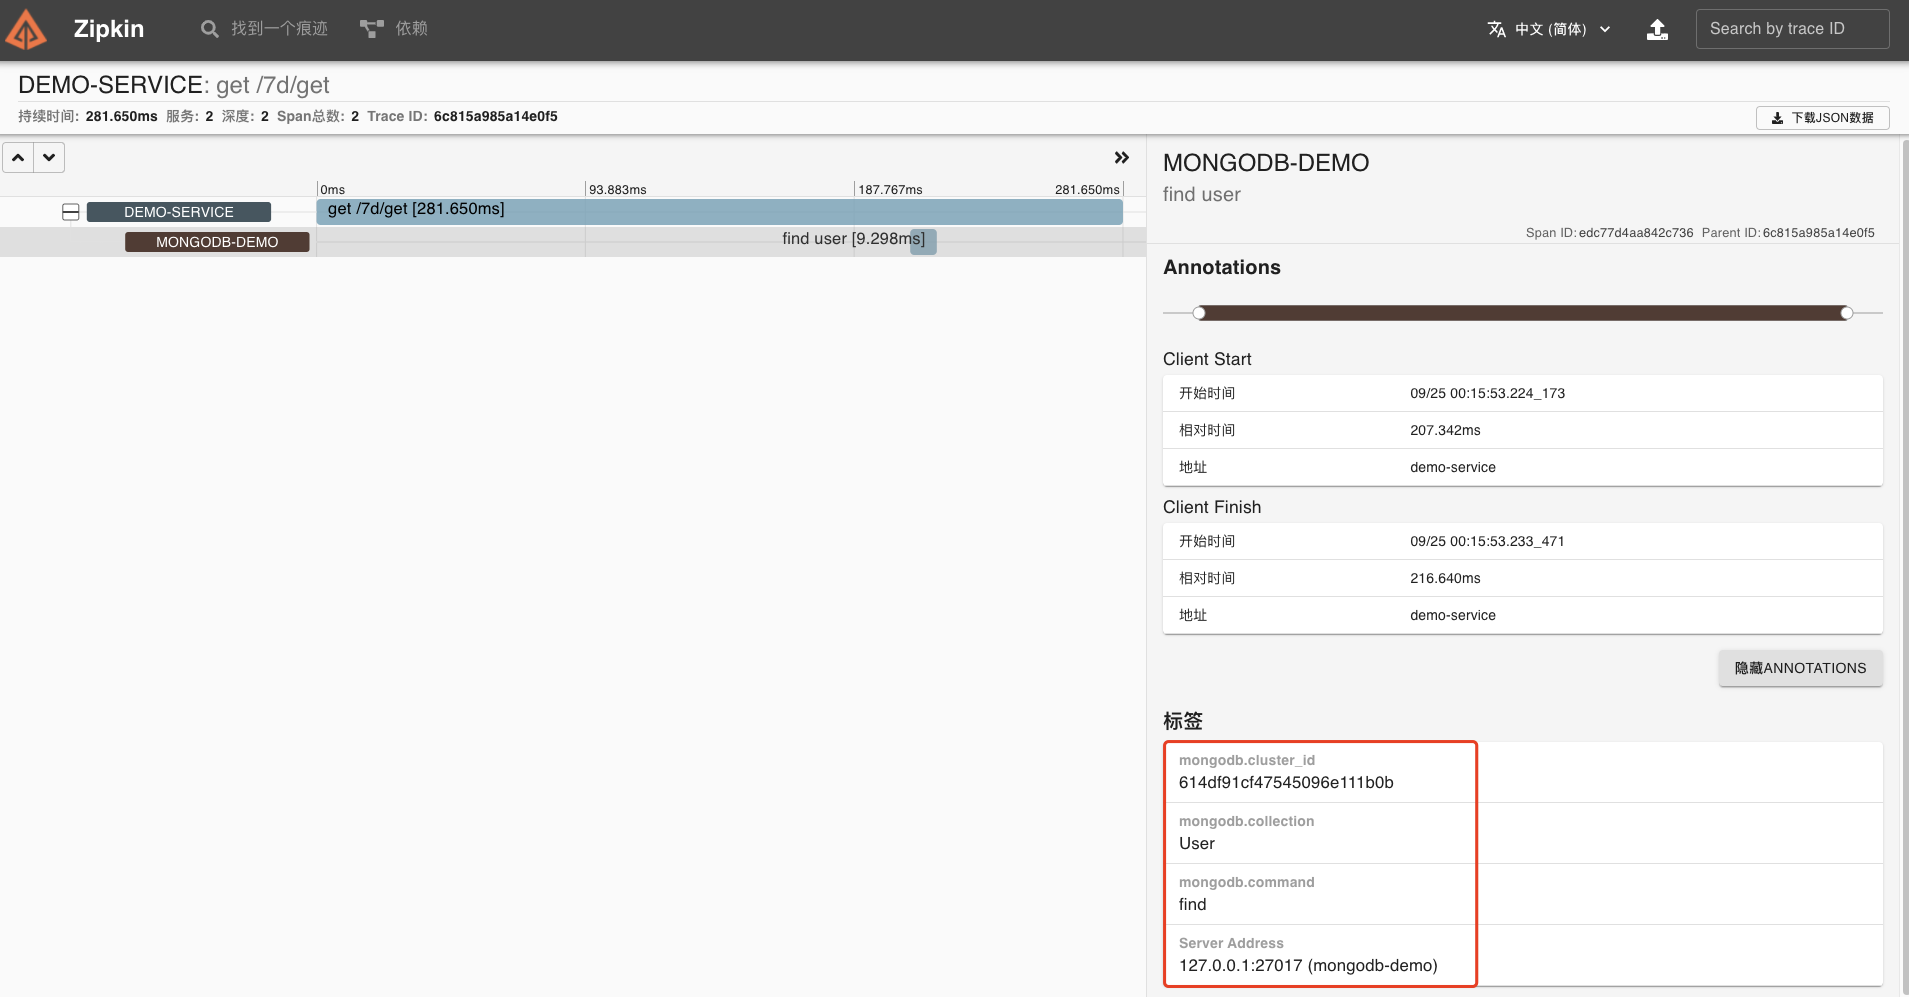 Zipkin 找到一个痕迹 依赖 中文 (简体) Search by trace ID
DEMO-SERVICE: get /7d/get
持续时间: 281.650ms 服务: 2 深度: 2 Span总数: 2 Trace ID: 6c815a985a14e0f5
下载JSON数据
0ms 93.883ms 187.767ms 281.650ms
DEMO-SERVICE get /7d/get [281.650ms]
MONGODB-DEMO find user [9.298ms]
MONGODB-DEMO
find user
Span ID: edc77d4aa842c736 Parent ID: 6c815a985a14e0f5
Annotations
Client Start
开始时间 09/25 00:15:53.224_173
相对时间 207.342ms
地址 demo-service
Client Finish
开始时间 09/25 00:15:53.233_471
相对时间 216.640ms
地址 demo-service
隐藏ANNOTATIONS
标签
mongodb.cluster_id
614df91cf47545096e111b0b
mongodb.collection
User
mongodb.command
find
Server Address
127.0.0.1:27017 (mongodb-demo)